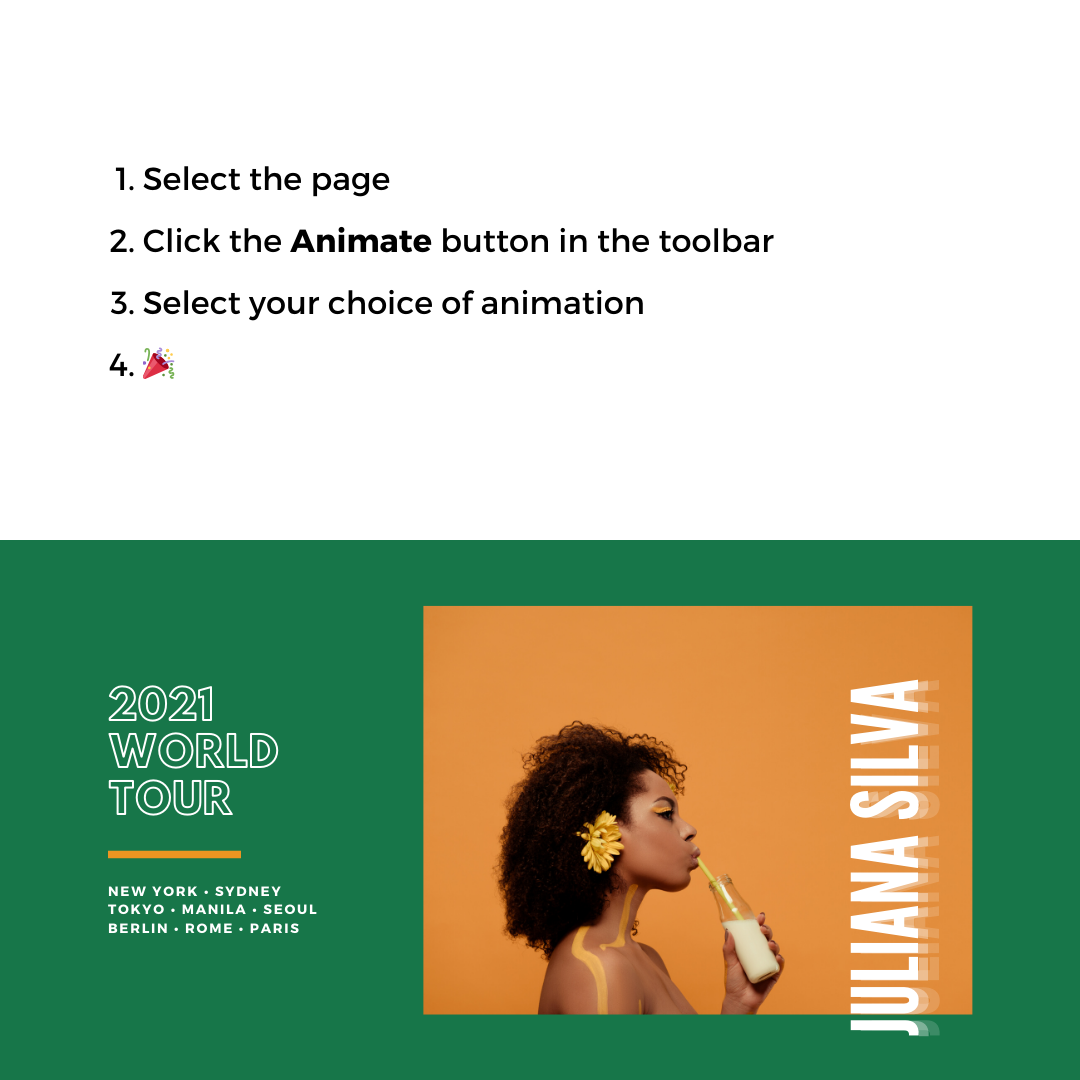 1. Select the page
2. Click the Animate button in the toolbar
3. Select your choice of animation
4. 🎉
2021
WORLD
TOUR
NEW YORK • SYDNEY
TOKYO • MANILA • SEOUL
BERLIN • ROME • PARIS
JULIANA SILVA